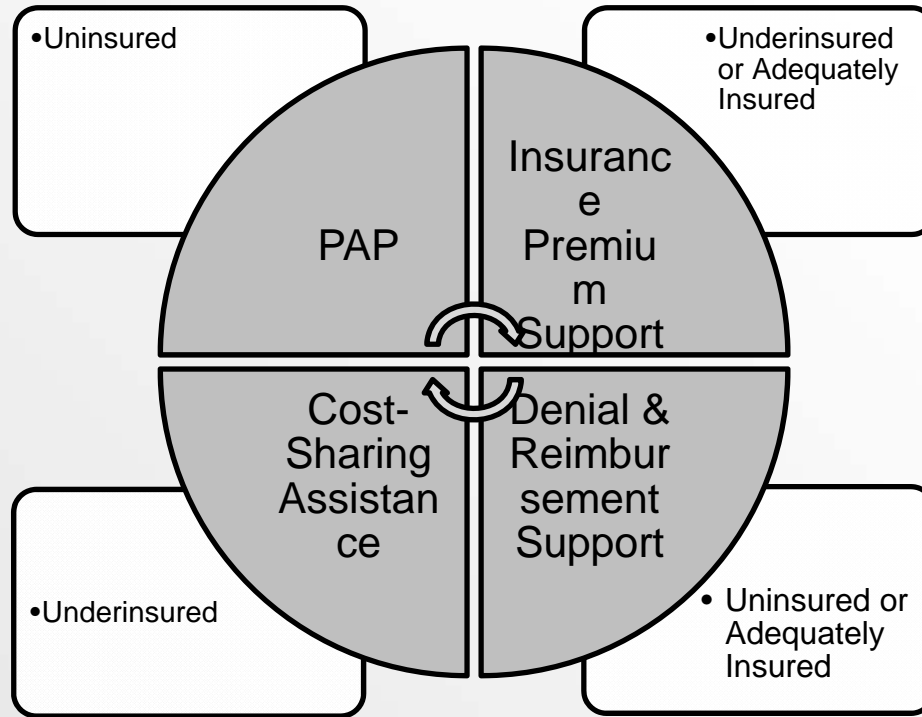 •Uninsured
•Underinsured
or Adequately
Insured
PAP
Insuranc
e
Premiu
m
Support
Cost-
Sharing
Assistan
ce
Denial &
Reimbur
sement
Support
•Underinsured
• Uninsured or
Adequately
Insured